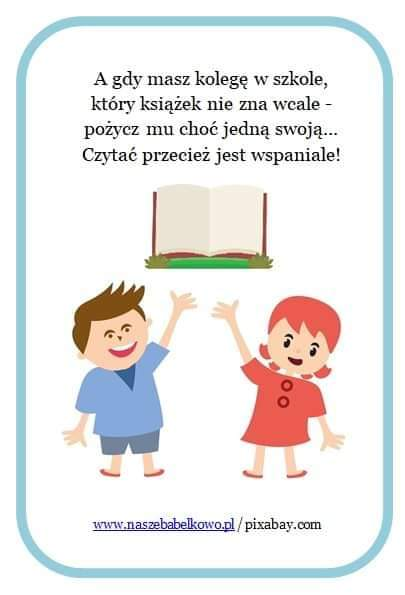 A gdy masz kolegę w szkole,
który książek nie zna wcale -
pożycz mu choć jedną swoją...
Czytać przecież jest wspaniale!
www.naszebabelkowo.pl / pixabay.com